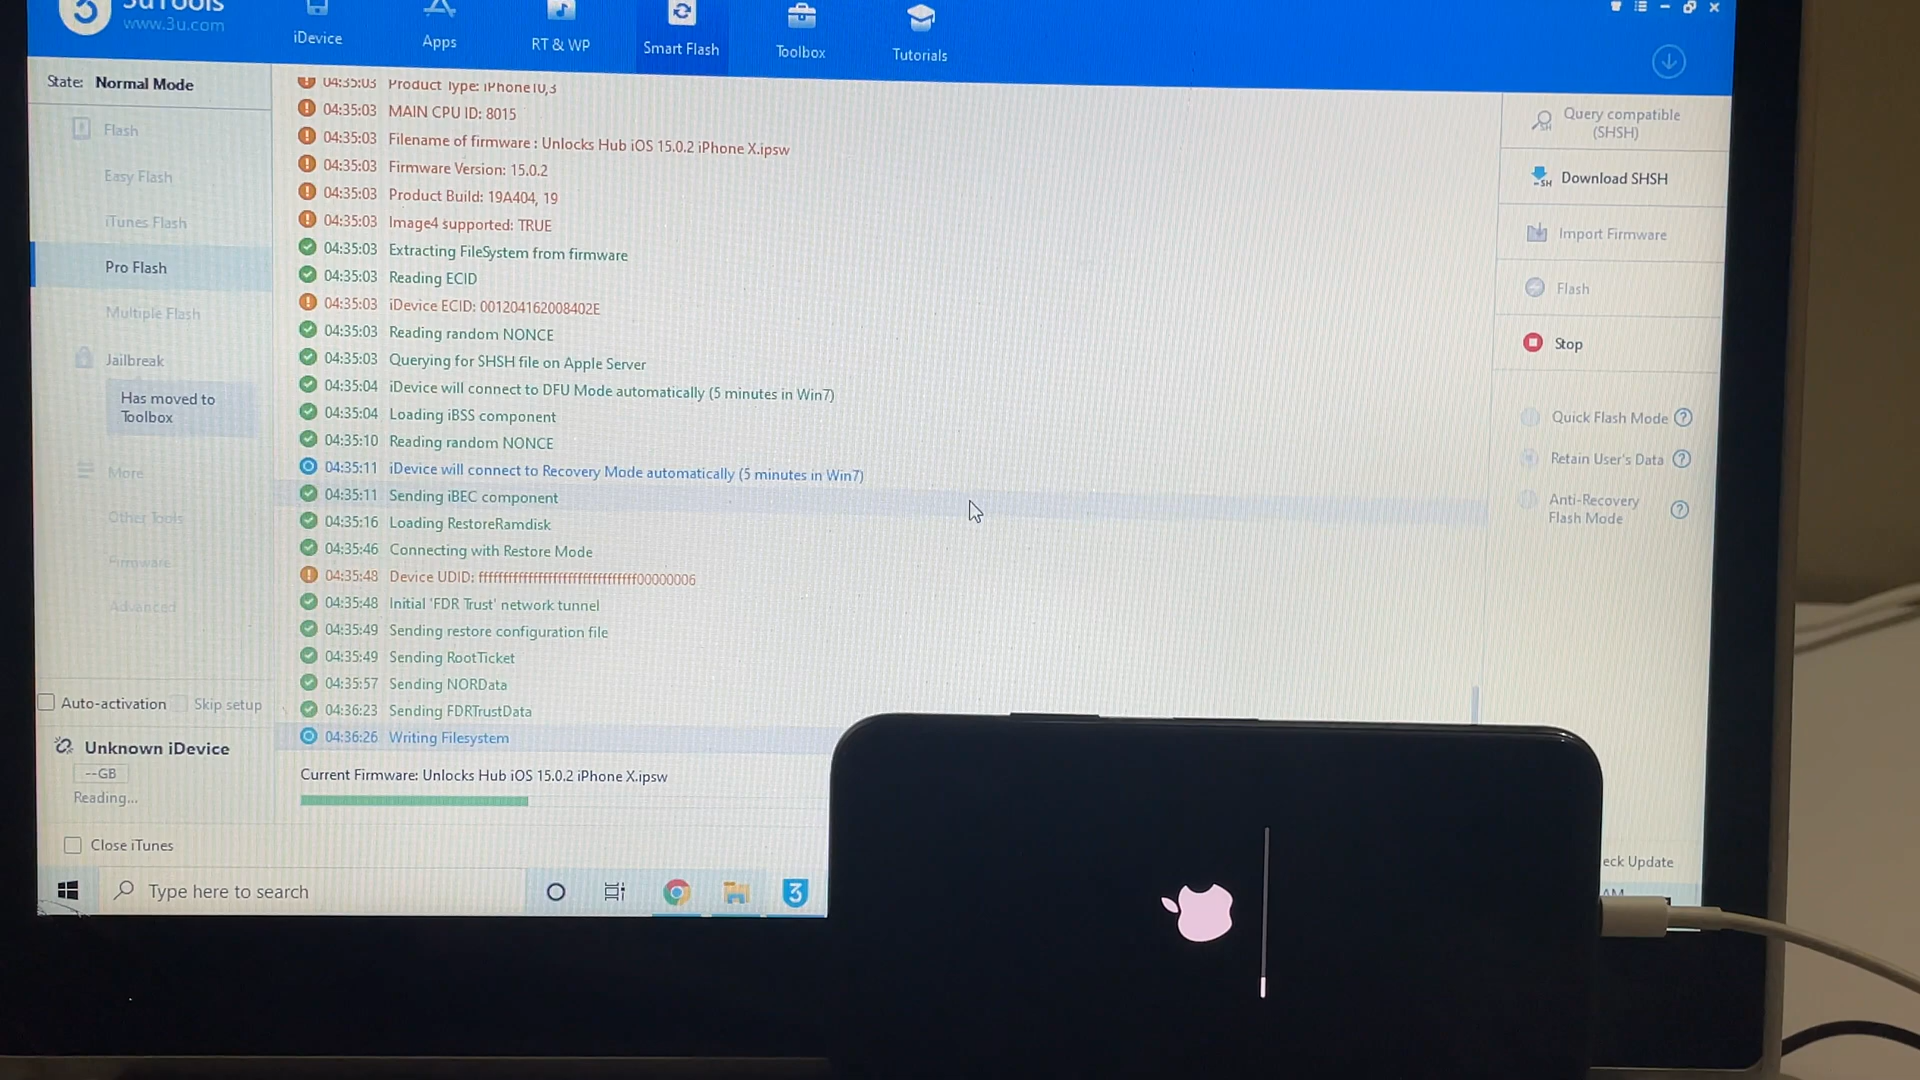 3uTools
www.3u.com
iDevice
Apps
RT & WP
Smart Flash
Toolbox
Tutorials
State: Normal Mode
Flash
Easy Flash
iTunes Flash
Pro Flash
Multiple Flash
Jailbreak
Has moved to
Toolbox
More
Other Tools
Firmware
Advanced
Auto-activation
Skip setup
Unknown iDevice
--GB
Reading...
Close iTunes
04:35:03 Product Type: iPhone10,3
04:35:03 MAIN CPU ID: 8015
04:35:03 Filename of firmware : Unlocks Hub iOS 15.0.2 iPhone X.ipsw
04:35:03 Firmware Version: 15.0.2
04:35:03 Product Build: 19A404, 19
04:35:03 Image4 supported: TRUE
04:35:03 Extracting FileSystem from firmware
04:35:03 Reading ECID
04:35:03 iDevice ECID: 001204162008402E
04:35:03 Reading random NONCE
04:35:03 Querying for SHSH file on Apple Server
04:35:04 iDevice will connect to DFU Mode automatically (5 minutes in Win7)
04:35:04 Loading iBSS component
04:35:10 Reading random NONCE
04:35:11 iDevice will connect to Recovery Mode automatically (5 minutes in Win7)
04:35:11 Sending iBEC component
04:35:16 Loading RestoreRamdisk
04:35:46 Connecting with Restore Mode
04:35:48 Device UDID: ffffffffffffffffffffffffffffffff00000006
04:35:48 Initial 'FDR Trust' network tunnel
04:35:49 Sending restore configuration file
04:35:49 Sending RootTicket
04:35:57 Sending NORData
04:36:23 Sending FDRTrustData
04:36:26 Writing Filesystem
Current Firmware: Unlocks Hub iOS 15.0.2 iPhone X.ipsw
Query compatible
(SHSH)
Download SHSH
Import Firmware
Flash
Stop
Quick Flash Mode
Retain User's Data
Anti-Recovery
Flash Mode
eck Update
AM
Type here to search
3